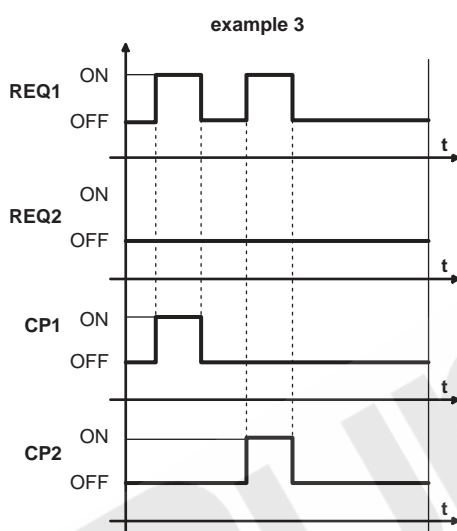 example 3
ON
REQ1
OFF
t
ON
REQ2
OFF
t
ON
CP1
OFF
t
ON
CP2
OFF
t